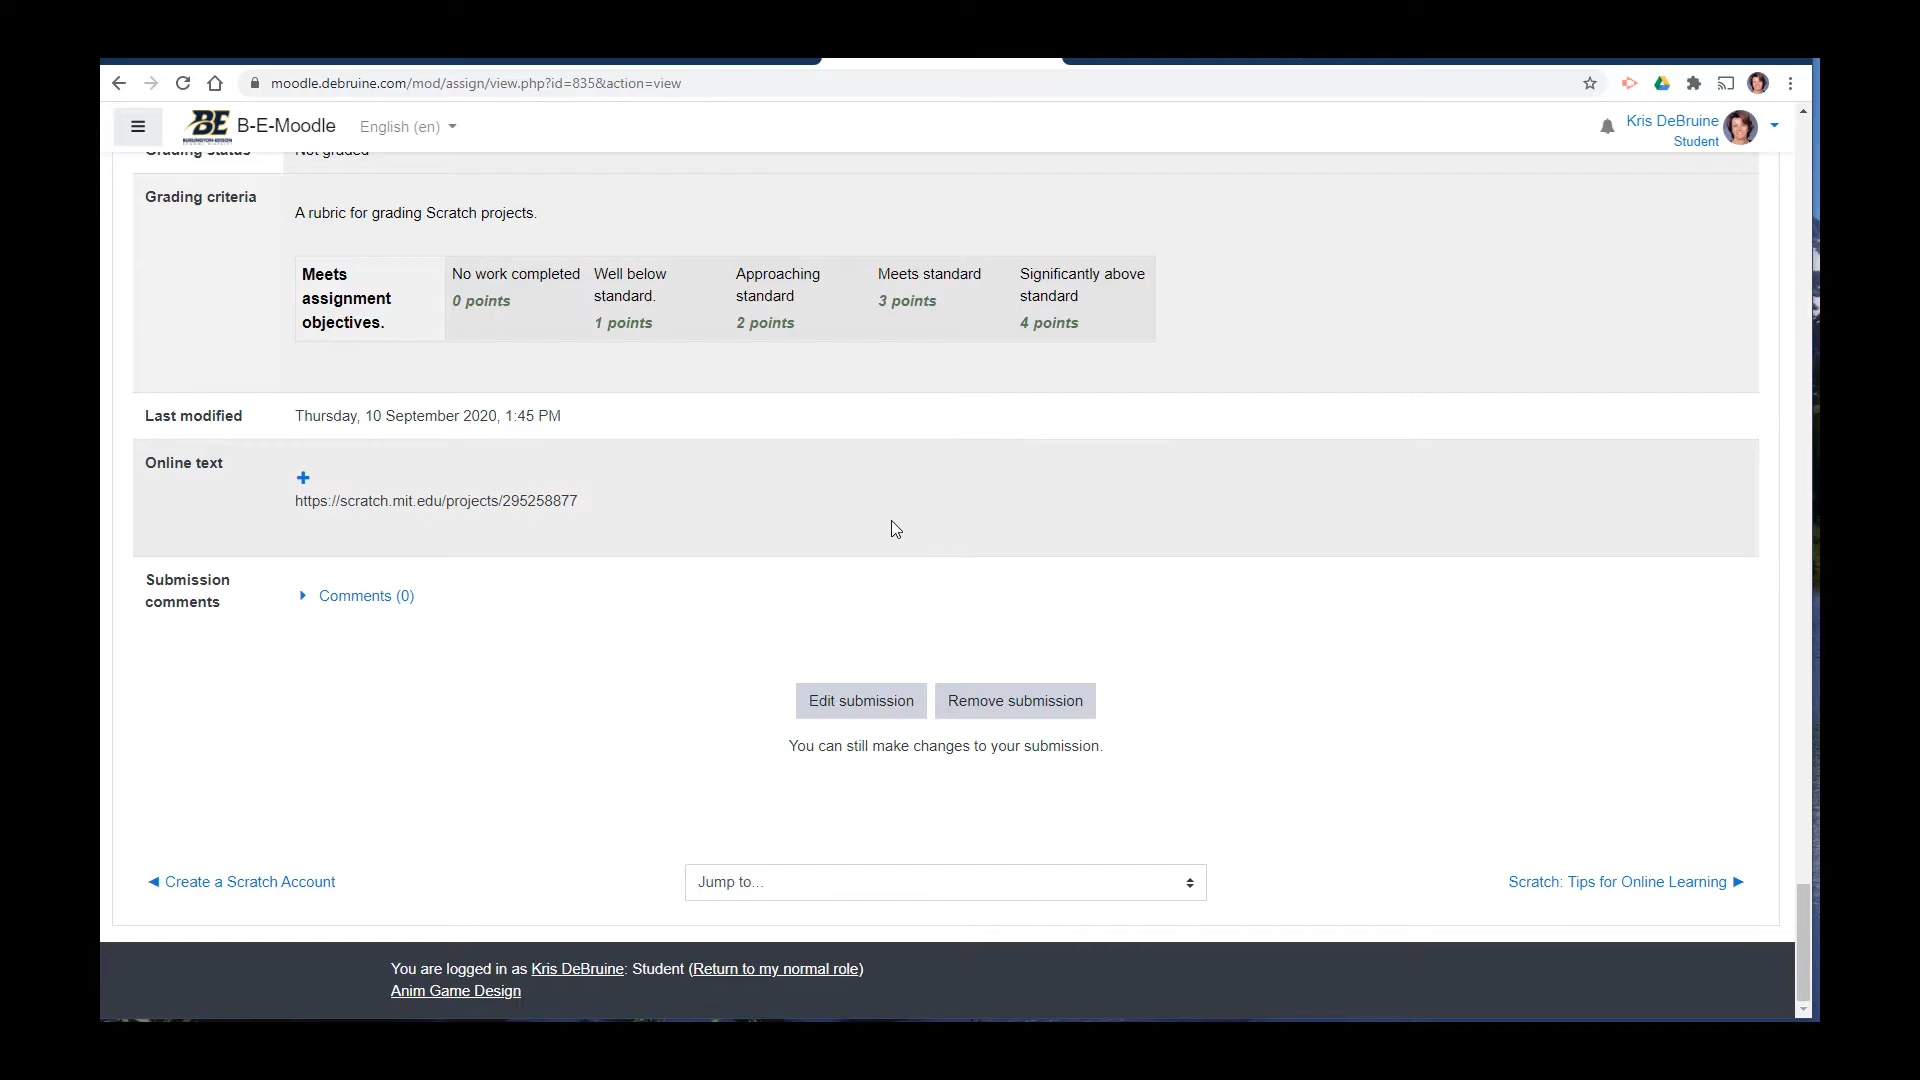 moodle.debruine.com/mod/assign/view.php?id=835&action=view
BE B-E-Moodle English (en)
Kris DeBruine
Student
Grading status Not graded
Grading criteria
A rubric for grading Scratch projects.
Meets assignment objectives.
No work completed
0 points
Well below standard.
1 points
Approaching standard
2 points
Meets standard
3 points
Significantly above standard
4 points
Last modified Thursday, 10 September 2020, 1:45 PM
Online text
https://scratch.mit.edu/projects/295258877
Submission comments
Comments (0)
Edit submission Remove submission
You can still make changes to your submission.
◄ Create a Scratch Account Jump to... Scratch: Tips for Online Learning ►
You are logged in as Kris DeBruine: Student (Return to my normal role)
Anim Game Design